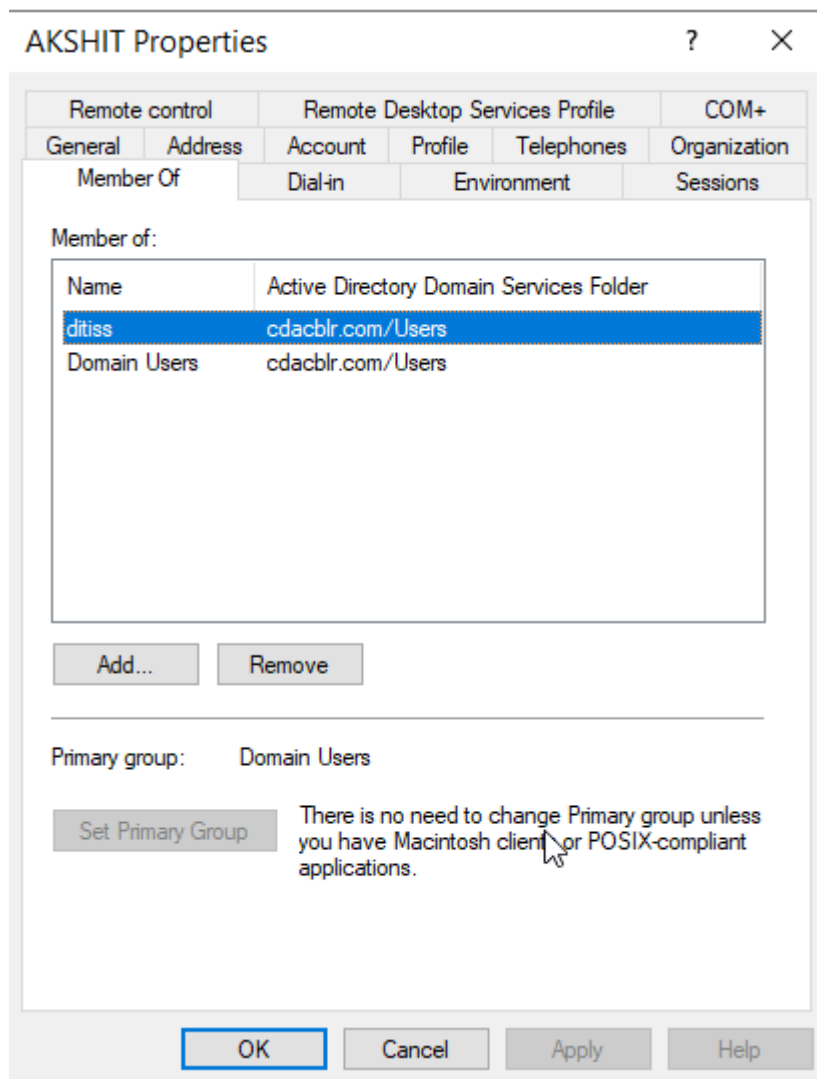 AKSHIT Properties ?
Remote control Remote Desktop Services Profile COM+
General Address Account Profile Telephones Organization
Member Of Dial-in Environment Sessions
Member of:
Name Active Directory Domain Services Folder
ditiss cdacblr.com/Users
Domain Users cdacblr.com/Users
Add... Remove
Primary group: Domain Users
Set Primary Group
There is no need to change Primary group unless
you have Macintosh client or POSIX-compliant
applications.
OK Cancel Apply Help